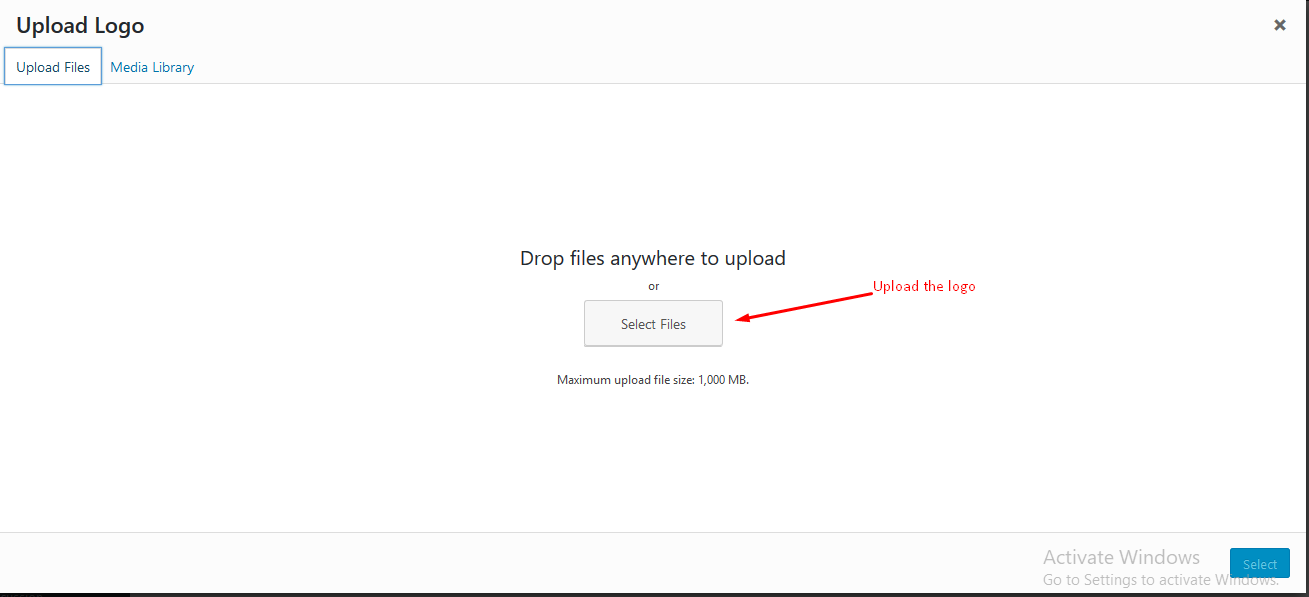 Upload Logo
Upload Files
Media Library
Drop files anywhere to upload
or
Upload the logo
Select Files
Maximum upload file size: 1,000 MB.
Activate Windows
Go to Settings to activate Windows.
Select